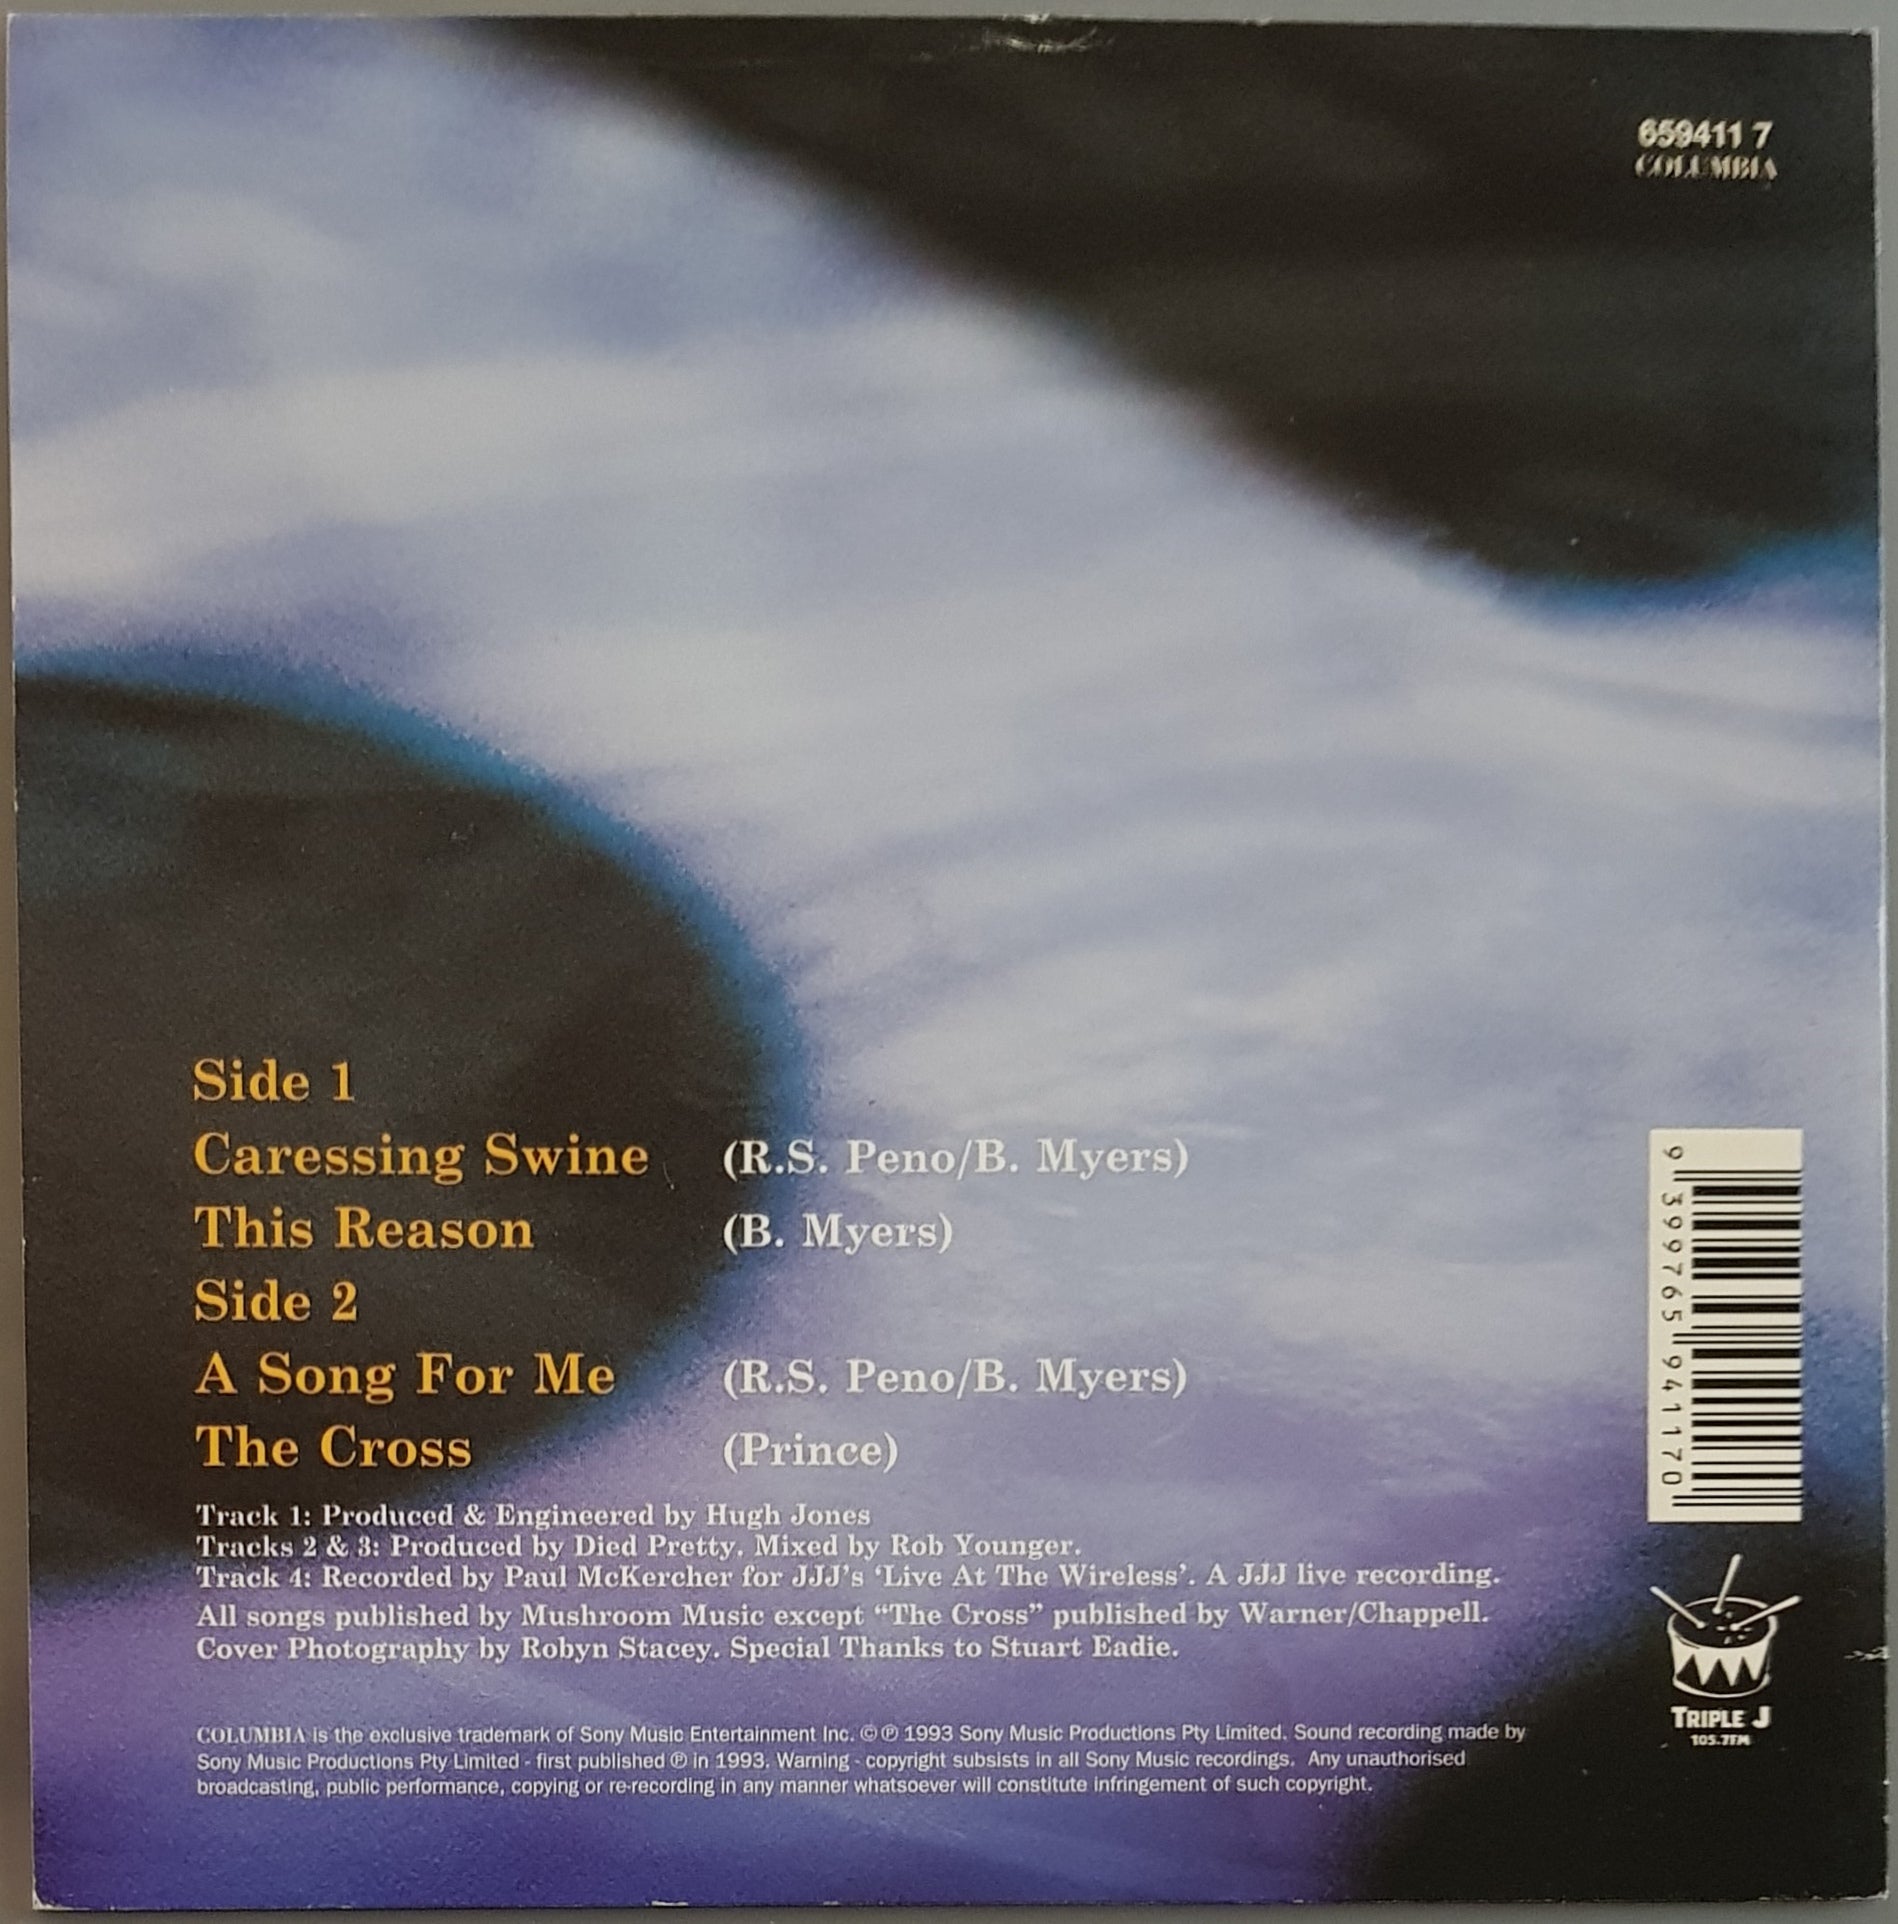 659411 7
COLUMBIA
Side 1
Caressing Swine (R.S. Peno/B. Myers)
This Reason (B. Myers)
Side 2
A Song For Me (R.S. Peno/B. Myers)
The Cross (Prince)
Track 1: Produced & Engineered by Hugh Jones
Tracks 2 & 3: Produced by Died Pretty. Mixed by Rob Younger.
Track 4: Recorded by Paul McKercher for JJJ's 'Live At The Wireless'. A JJJ live recording.
All songs published by Mushroom Music except "The Cross" published by Warner/Chappell.
Cover Photography by Robyn Stacey. Special Thanks to Stuart Eadie.
COLUMBIA is the exclusive trademark of Sony Music Entertainment Inc. © ℗ 1993 Sony Music Productions Pty Limited. Sound recording made by
Sony Music Productions Pty Limited - first published ℗ in 1993. Warning - copyright subsists in all Sony Music recordings. Any unauthorised
broadcasting, public performance, copying or re-recording in any manner whatsoever will constitute infringement of such copyright.
9 399765 941170
TRIPLE J
105.7FM